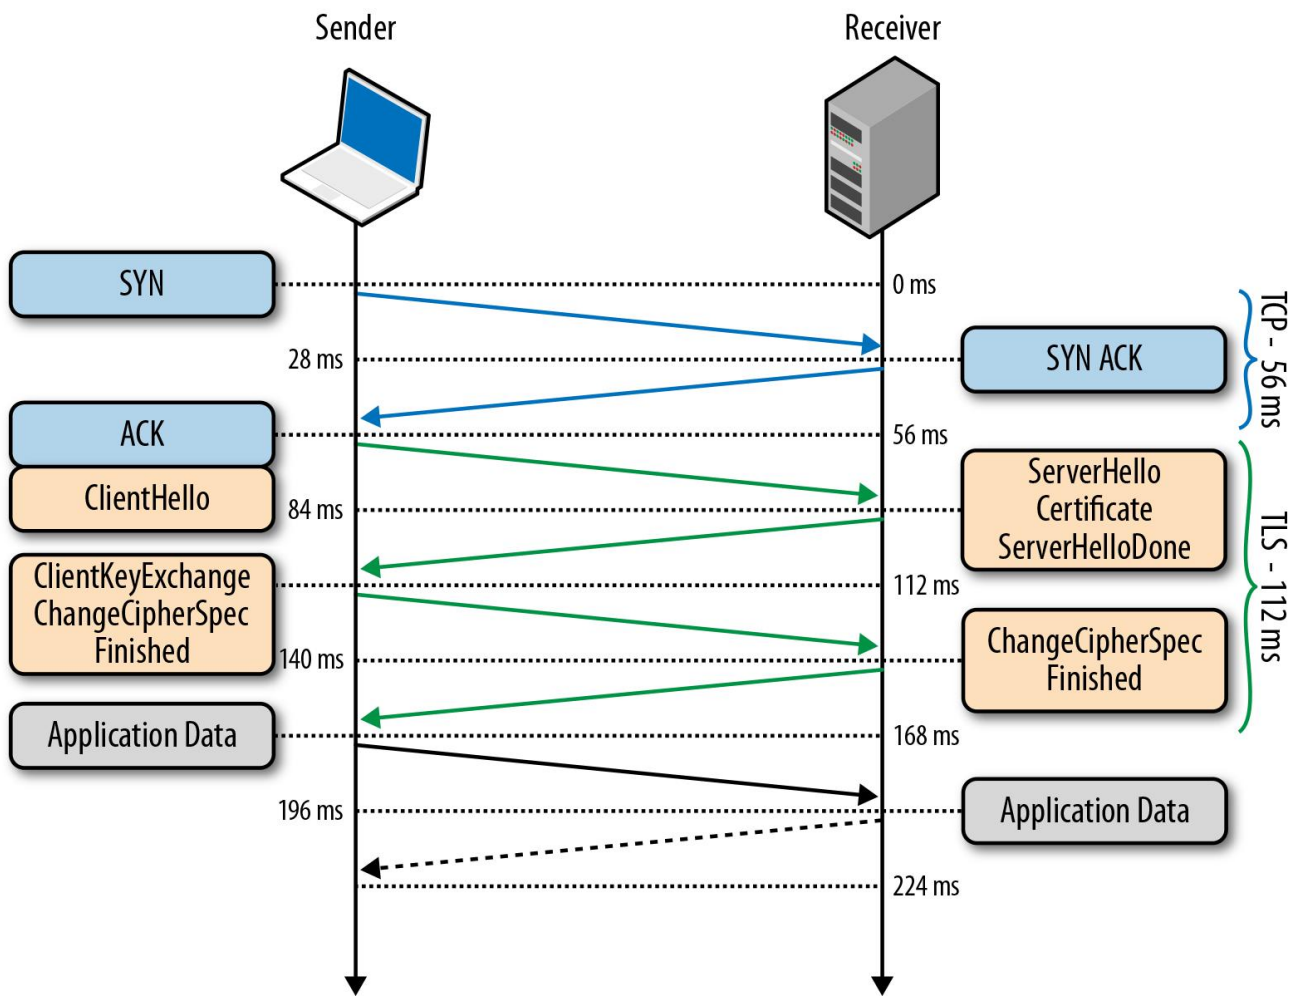 Sender
Receiver
SYN
0 ms
28 ms
SYN ACK
TCP - 56 ms
ACK
56 ms
ClientHello
84 ms
ServerHello
Certificate
ServerHelloDone
ClientKeyExchange
ChangeCipherSpec
Finished
112 ms
TLS - 112 ms
140 ms
ChangeCipherSpec
Finished
Application Data
168 ms
196 ms
Application Data
224 ms